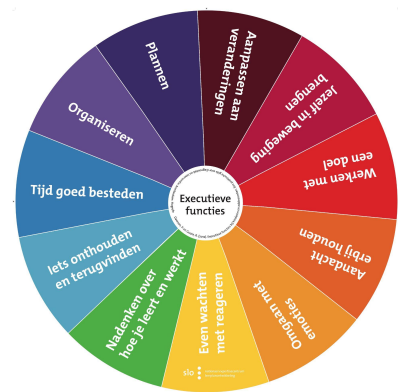 Executieve
functies
Aanpassen aan
veranderingen
Jezelf in beweging
brengen
Werken met
een doel
Aandacht
erbij houden
Omgaan met
emoties
Even wachten
met reageren
Nadenken over
hoe je leert en werkt
Iets onthouden
en terugvinden
Tijd goed besteden
Organiseren
Plannen
slo